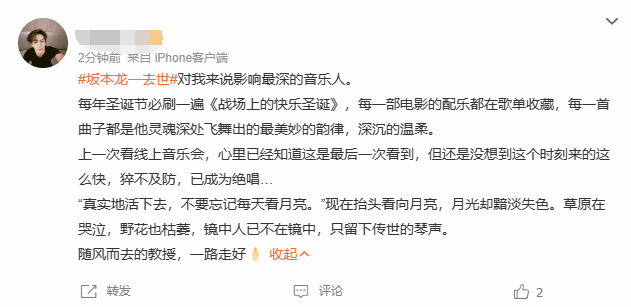 2分钟前 来自 iPhone客户端
#坂本龙一去世#对我来说影响最深的音乐人。
每年圣诞节必刷一遍《战场上的快乐圣诞》，每一部电影的配乐都在歌单收藏，每一首
曲子都是他灵魂深处飞舞出的最美妙的韵律，深沉的温柔。
上一次看线上音乐会，心里已经知道这是最后一次看到，但还是没想到这个时刻来的这
么快，猝不及防，已成为绝唱...
“真实地活下去，不要忘记每天看月亮。”现在抬头看向月亮，月光却黯淡失色。草原在
哭泣，野花也枯萎，镜中人已不在镜中，只留下传世的琴声。
随风而去的教授，一路走好🕯️ 收起
转发 评论 2